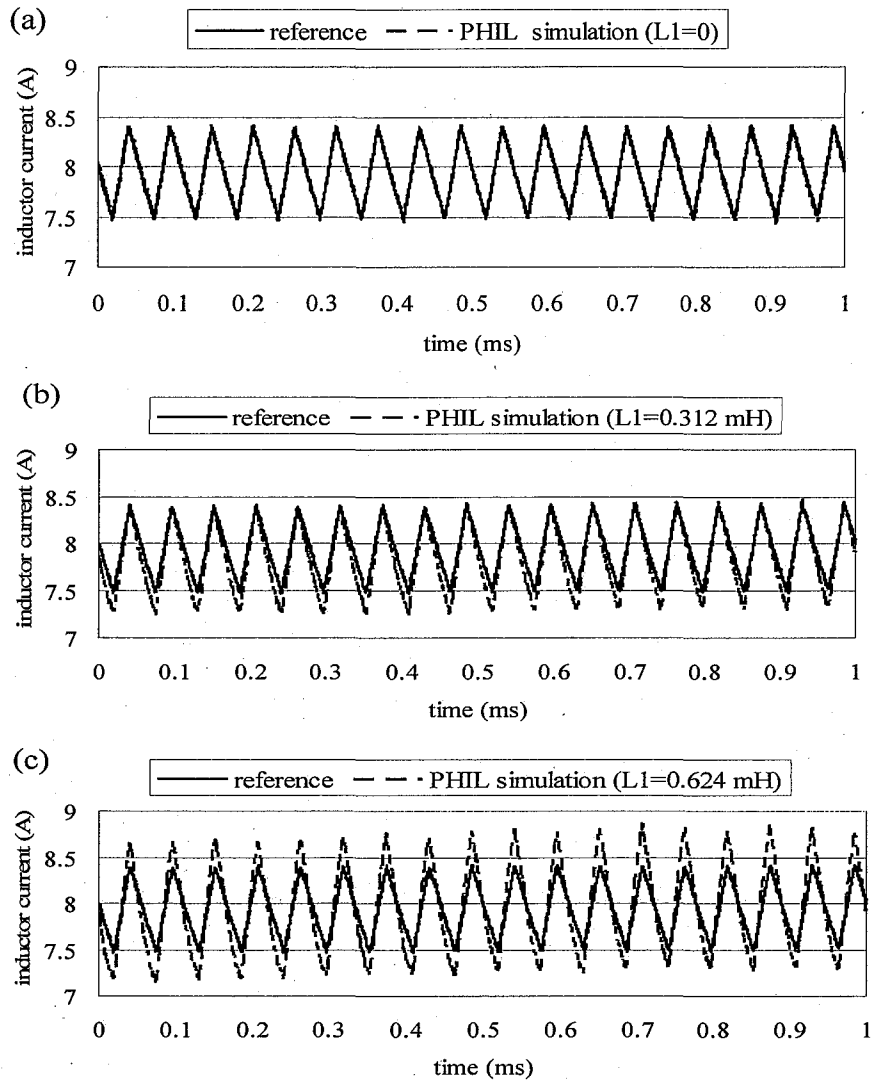 (a)
reference PHIL simulation (L1=0)
inductor current (A)
9
8.5
8
7.5
7
0 0.1 0.2 0.3 0.4 0.5 0.6 0.7 0.8 0.9 1
time (ms)
(b)
reference PHIL simulation (L1=0.312 mH)
inductor current (A)
9
8.5
8
7.5
7
0 0.1 0.2 0.3 0.4 0.5 0.6 0.7 0.8 0.9 1
time (ms)
(c)
reference PHIL simulation (L1=0.624 mH)
inductor current (A)
9
8.5
8
7.5
7
0 0.1 0.2 0.3 0.4 0.5 0.6 0.7 0.8 0.9 1
time (ms)